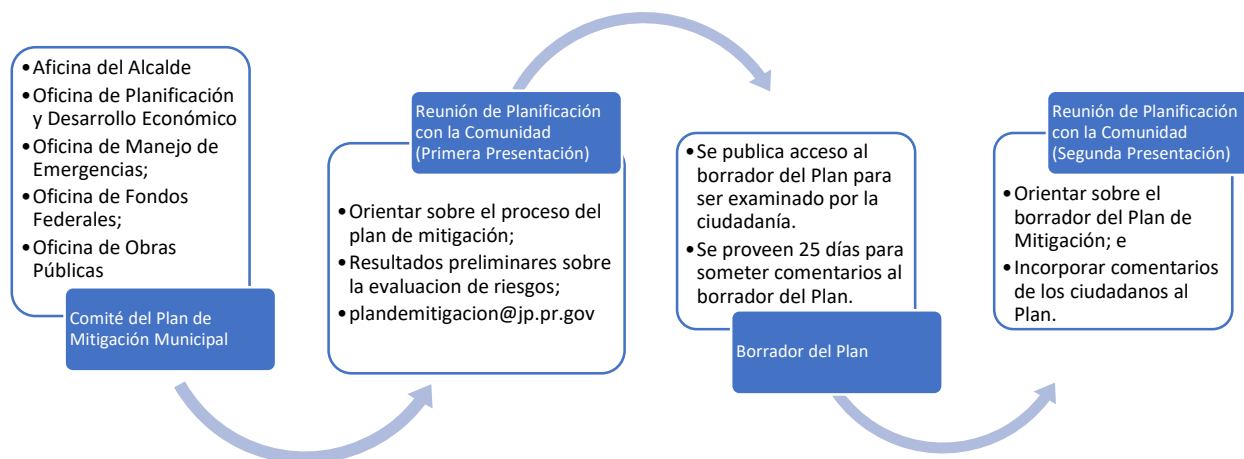 •Aficina del Alcalde
•Oficina de Planificación
y Desarrollo Económico
•Oficina de Manejo de
Emergencias;
•Oficina de Fondos
Federales;
•Oficina de Obras
Públicas
Comité del Plan de
Mitigación Municipal
Reunión de Planificación
con la Comunidad
(Primera Presentación)
•Orientar sobre el proceso del
plan de mitigación;
•Resultados preliminares sobre
la evaluacion de riesgos;
•plandemitigacion@jp.pr.gov
•Se publica acceso al
borrador del Plan para
ser examinado por la
ciudadanía.
•Se proveen 25 días para
someter comentarios al
borrador del Plan.
Borrador del Plan
Reunión de Planificación
con la Comunidad
(Segunda Presentación)
•Orientar sobre el
borrador del Plan de
Mitigación; e
•Incorporar comentarios
de los ciudadanos al
Plan.